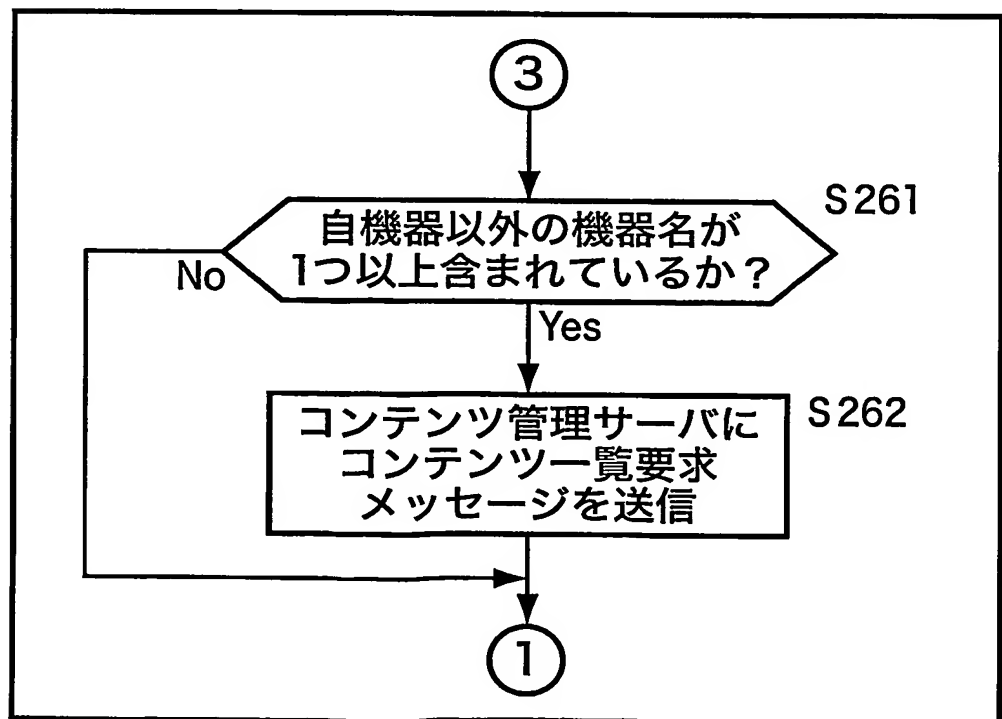 3
S261
自機器以外の機器名が
1つ以上含まれているか？
No
Yes
S262
コンテンツ管理サーバに
コンテンツ一覧要求
メッセージを送信
1